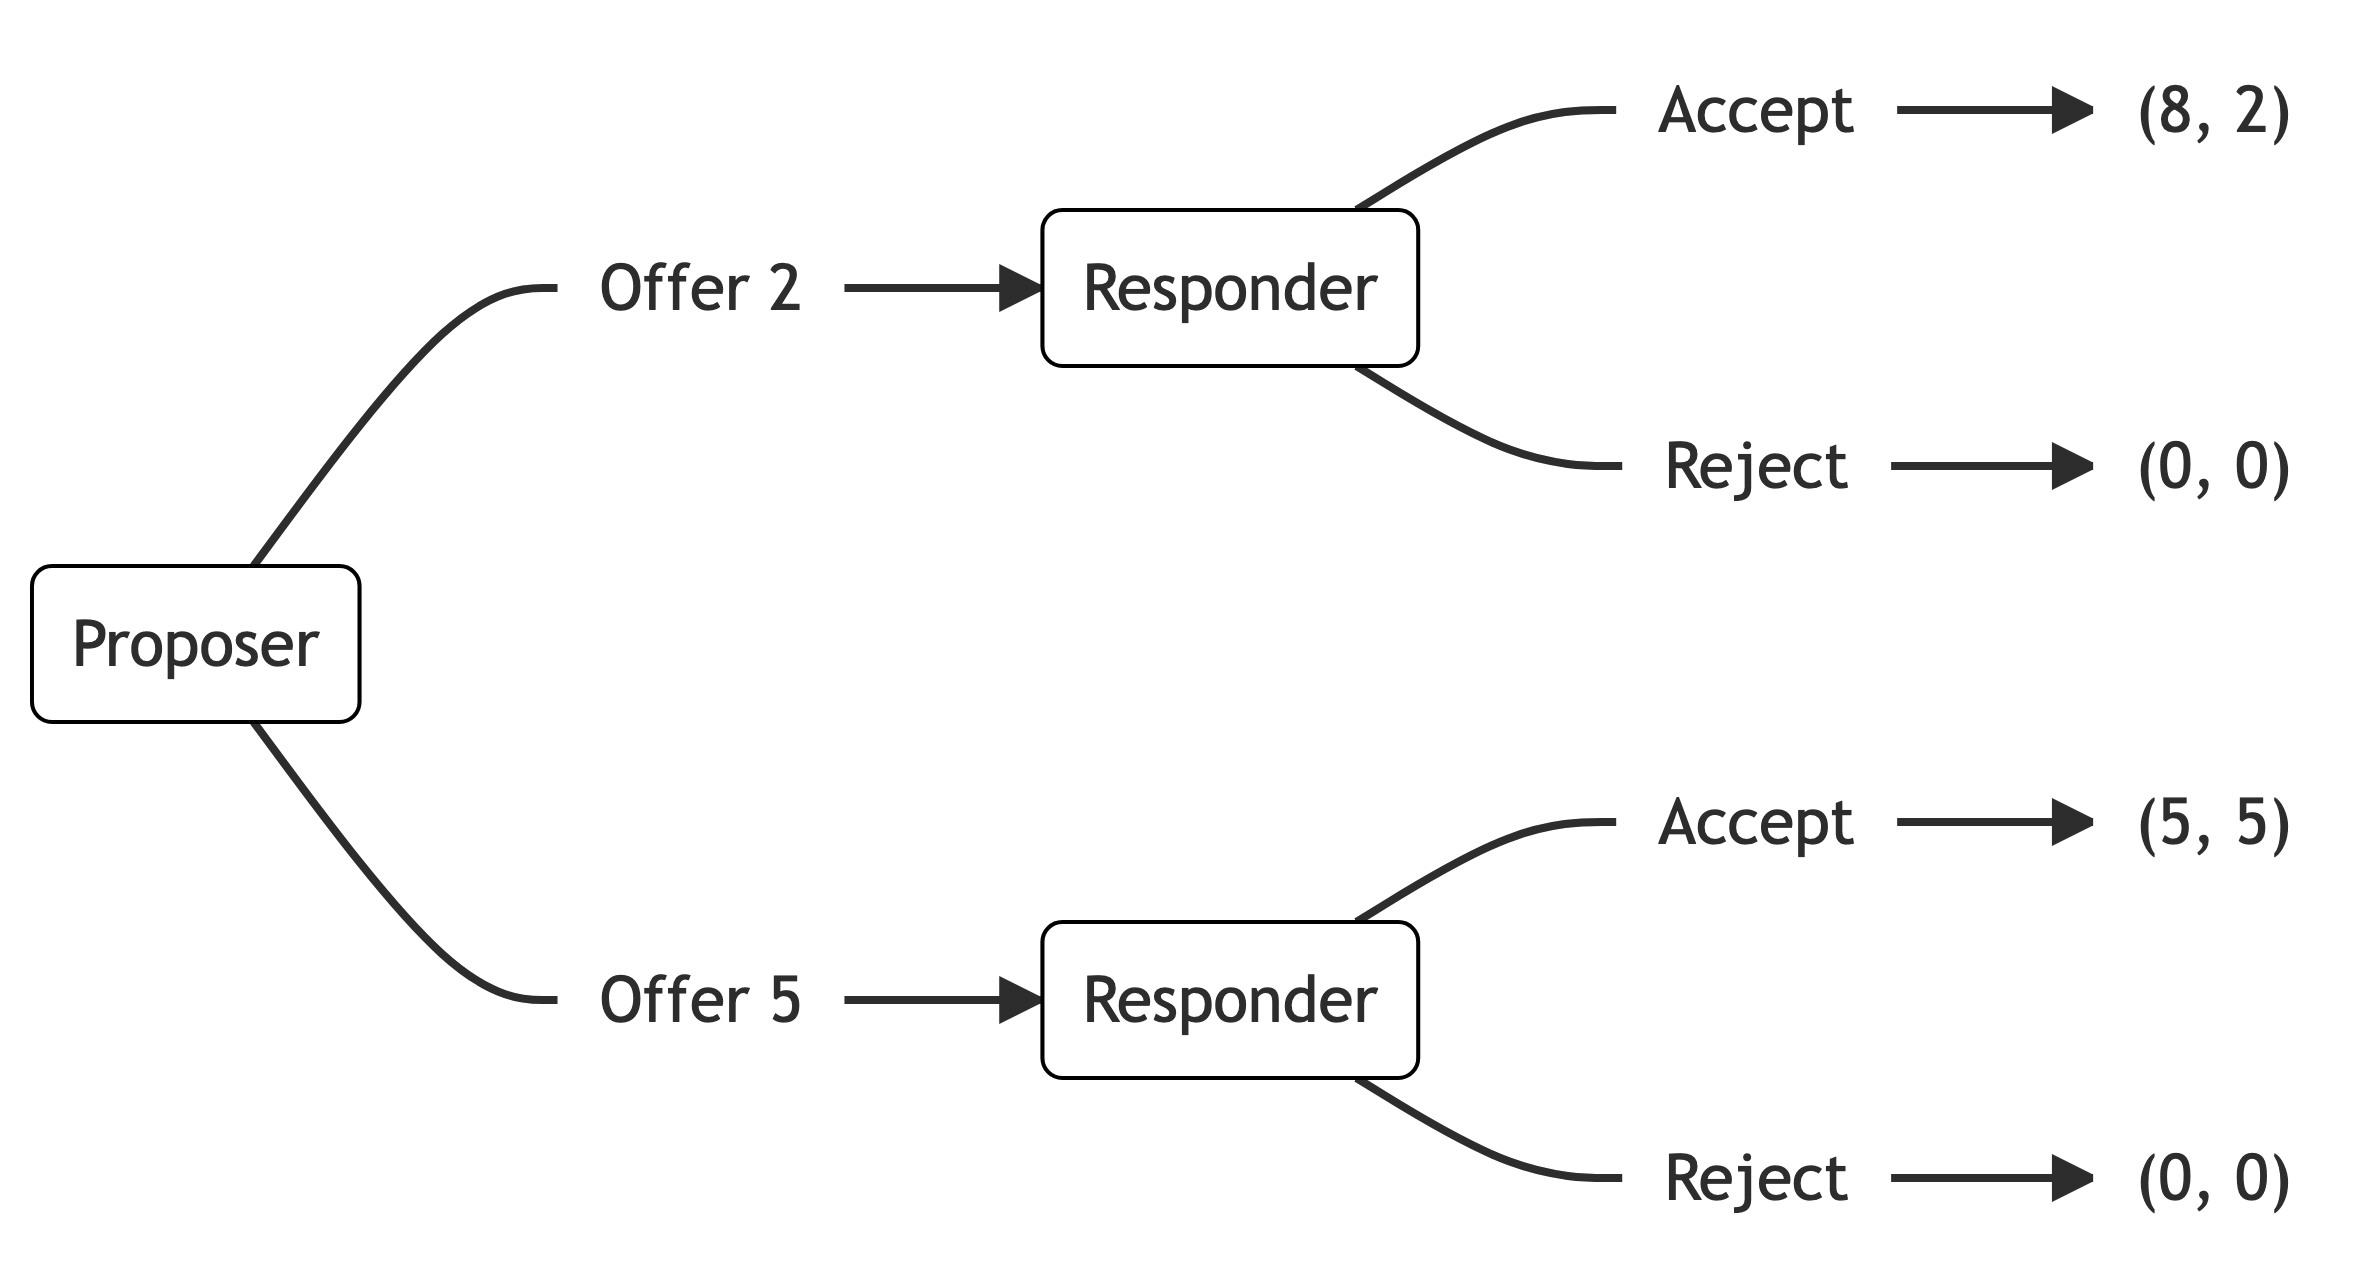 Accept (8, 2)
Offer 2 Responder
Reject (0, 0)
Proposer
Accept (5, 5)
Offer 5 Responder
Reject (0, 0)